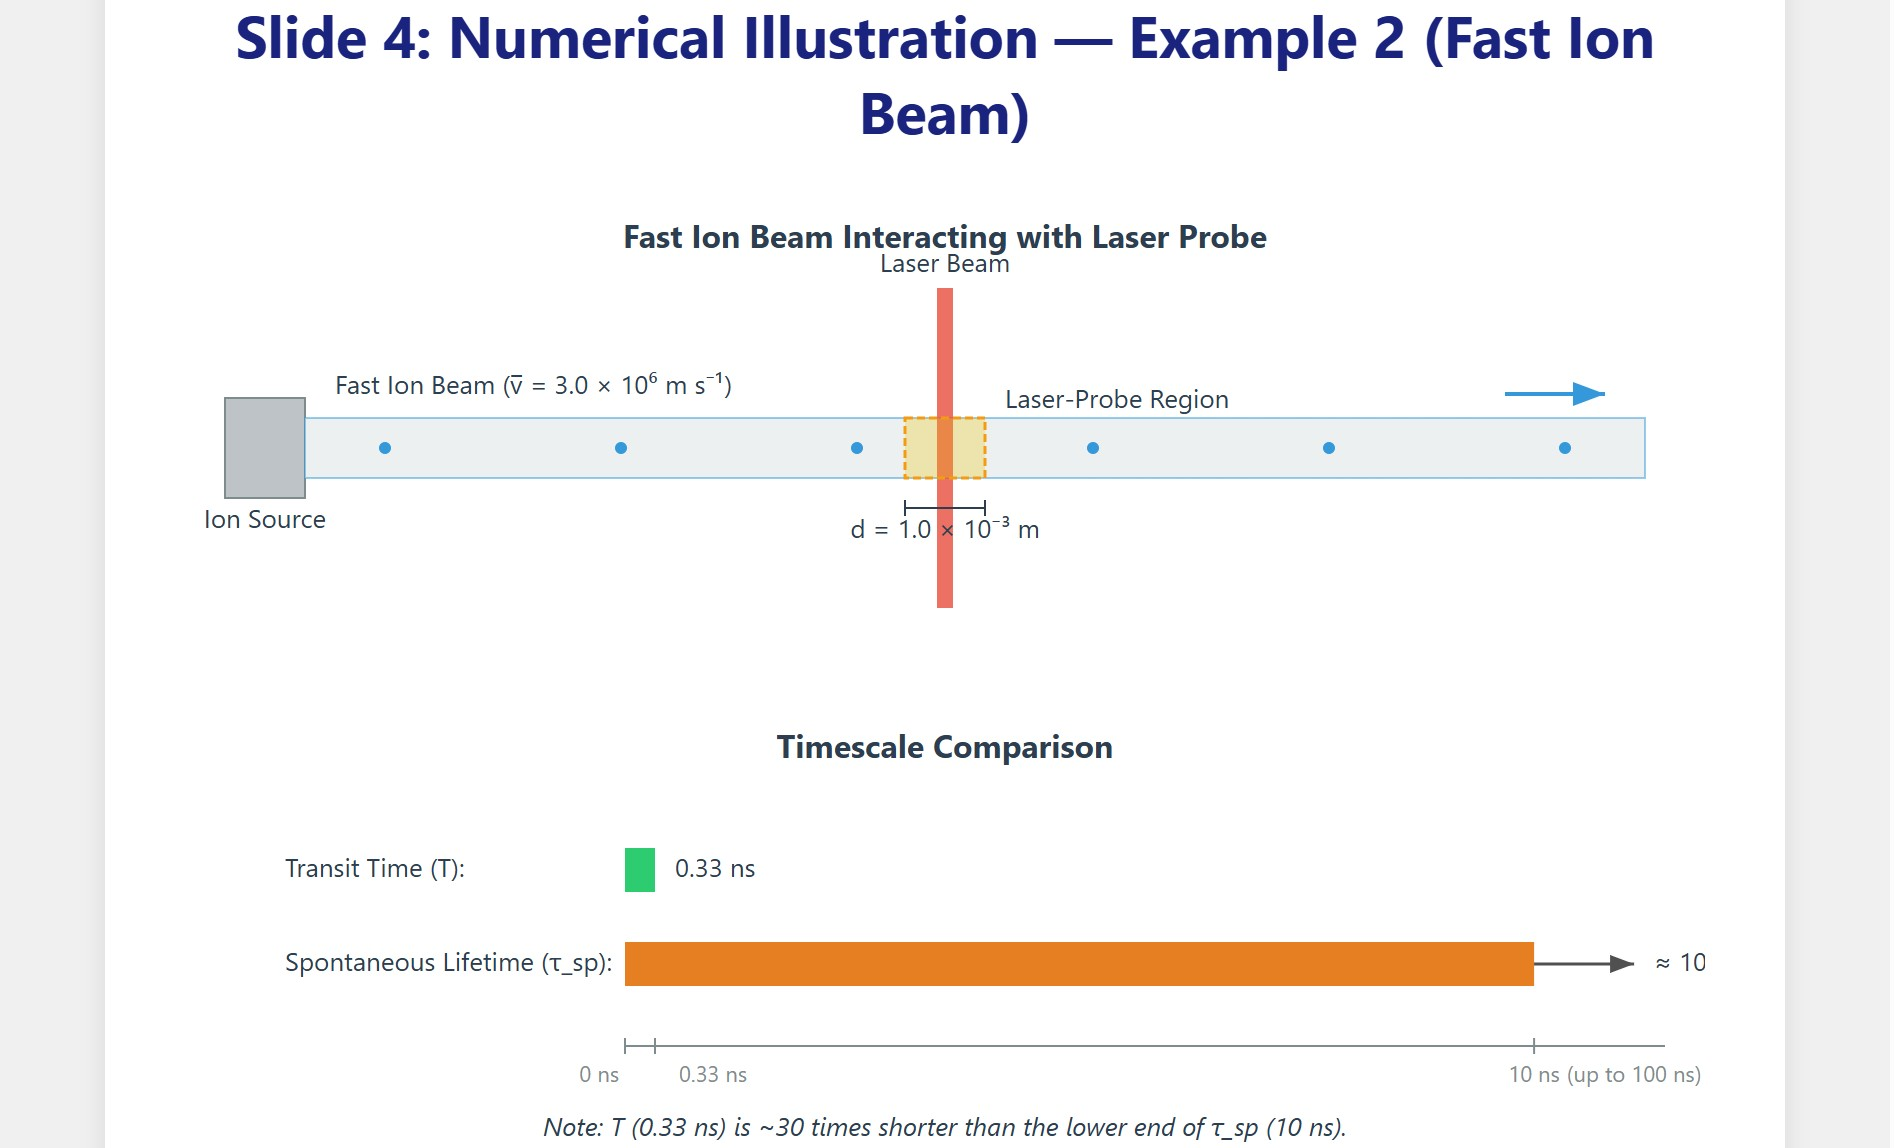 Slide 4: Numerical Illustration — Example 2 (Fast Ion
Beam)
Fast Ion Beam Interacting with Laser Probe
Laser Beam
Fast Ion Beam (v̅ = 3.0 × 10⁶ m s⁻¹)
Laser-Probe Region
Ion Source
d = 1.0 × 10⁻³ m
Timescale Comparison
Transit Time (T):
0.33 ns
Spontaneous Lifetime (τ_sp):
≈ 10
0 ns
0.33 ns
10 ns (up to 100 ns)
Note: T (0.33 ns) is ~30 times shorter than the lower end of τ_sp (10 ns).